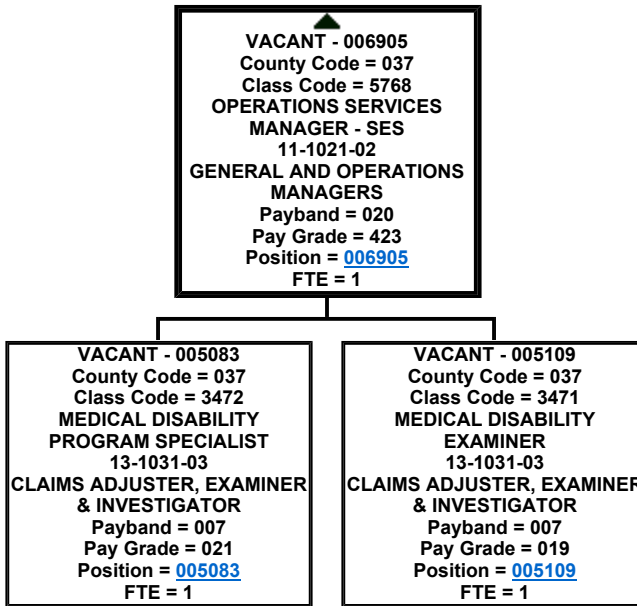 VACANT - 006905
County Code = 037
Class Code = 5768
OPERATIONS SERVICES
MANAGER - SES
11-1021-02
GENERAL AND OPERATIONS
MANAGERS
Payband = 020
Pay Grade = 423
Position = 006905
FTE = 1
VACANT - 005083
County Code = 037
Class Code = 3472
MEDICAL DISABILITY
PROGRAM SPECIALIST
13-1031-03
CLAIMS ADJUSTER, EXAMINER
& INVESTIGATOR
Payband = 007
Pay Grade = 021
Position = 005083
FTE = 1
VACANT - 005109
County Code = 037
Class Code = 3471
MEDICAL DISABILITY
EXAMINER
13-1031-03
CLAIMS ADJUSTER, EXAMINER
& INVESTIGATOR
Payband = 007
Pay Grade = 019
Position = 005109
FTE = 1